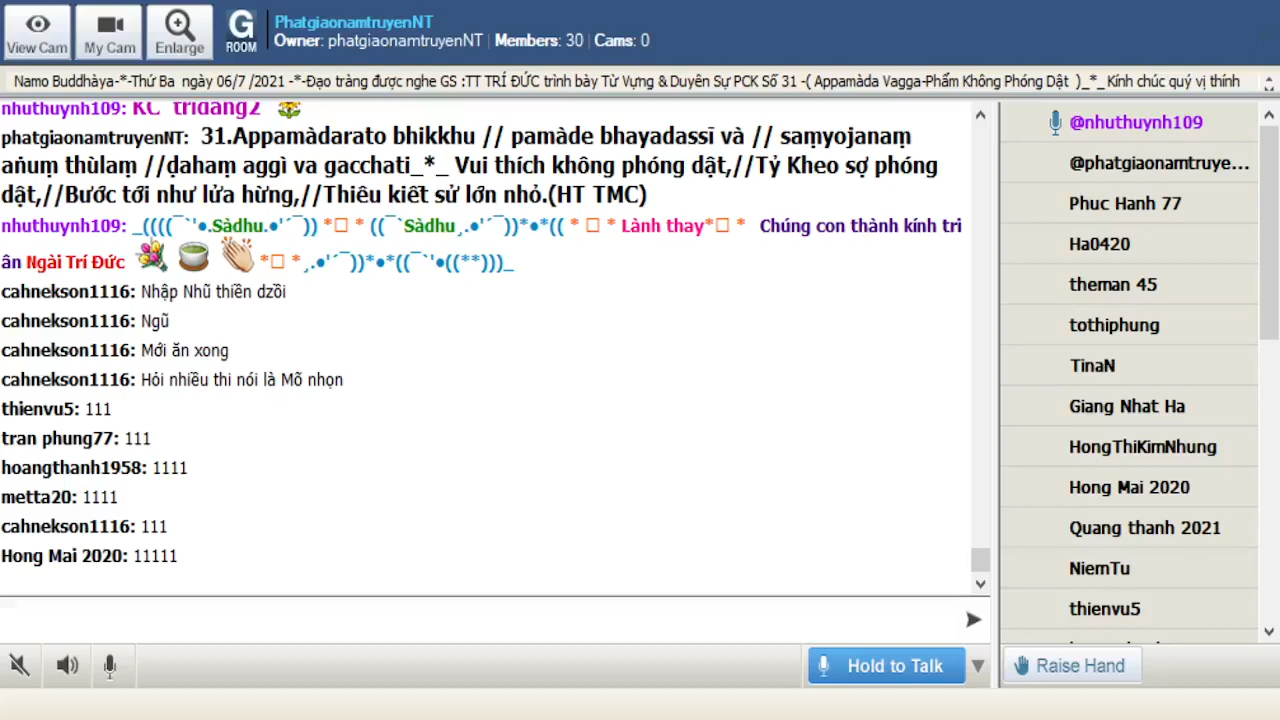 View Cam
My Cam
Enlarge
G
ROOM
PhatgiaonamtruyenNT
Owner: phatgiaonamtruyenNT | Members: 30 | Cams: 0
Namo Buddhàya-*-Thứ Ba ngày 06/7 /2021 -*-Đạo tràng được nghe GS :TT TRÍ ĐỨC trình bày Từ Vựng & Duyên Sự PCK Số 31 -( Appamàda Vagga-Phẩm Không Phóng Dật )_*_ Kính chúc quý vị thính
nhuthuynh109: KC tridang2
phatgiaonamtruyenNT: 31.Appamàdarato bhikkhu // pamàde bhayadassī và // saṃyojanaṃ
aṅuṃ thùlaṃ //ḍahaṃ aggì va gacchati_*_ Vui thích không phóng dật,//Tỷ Kheo sợ phóng
dật,//Bước tới như lửa hừng,//Thiêu kiết sử lớn nhỏ.(HT TMC)
nhuthuynh109: _((((¯`'●.Sàdhu.●'´¯)) *□ * ((¯`Sàdhu¸.●'´¯))*●*(( * □ * Lành thay*□ * Chúng con thành kính tri
ân Ngài Trí Đức *□ *¸.●'´¯))*●*((¯`'●((**)))_
cahnekson1116: Nhập Nhũ thiền dzồi
cahnekson1116: Ngũ
cahnekson1116: Mới ăn xong
cahnekson1116: Hỏi nhiều thi nói là Mõ nhọn
thienvu5: 111
tran phung77: 111
hoangthanh1958: 1111
metta20: 1111
cahnekson1116: 111
Hong Mai 2020: 11111
@nhuthuynh109
@phatgiaonamtruye...
Phuc Hanh 77
Ha0420
theman 45
tothiphung
TinaN
Giang Nhat Ha
HongThiKimNhung
Hong Mai 2020
Quang thanh 2021
NiemTu
thienvu5
Hold to Talk
Raise Hand